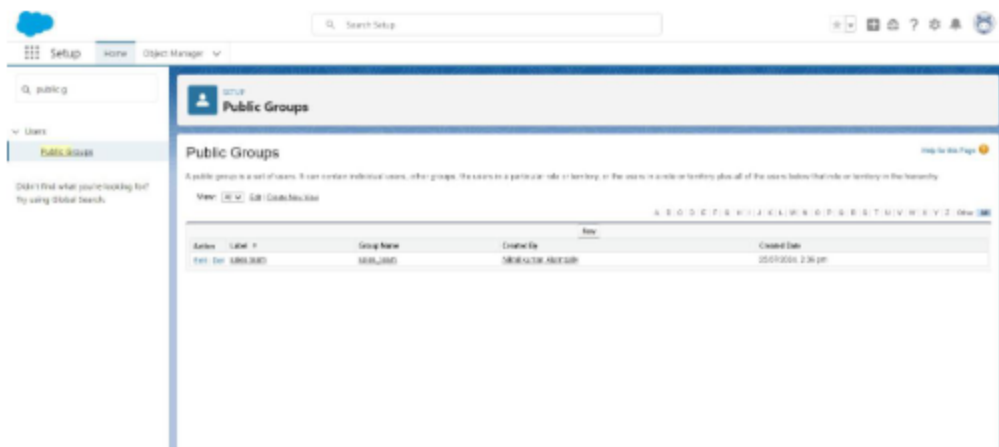 Search Setup
Setup Home Object Manager
public g
Users
Public Groups
Didn't find what you're looking for?
Try using Global Search.
SETUP
Public Groups
Public Groups
Help for this Page
A public group is a set of users. It can contain individual users, other groups, the users in a particular role or territory, or the users in a role or territory plus all of the users below that role or territory in the hierarchy.
View: All Edit | Create New View
A B C D E F G H I J K L M N O P Q R S T U V W X Y Z Other All
New
Action Label Group Name Created By Created Date
Edit Del 2:36 pm